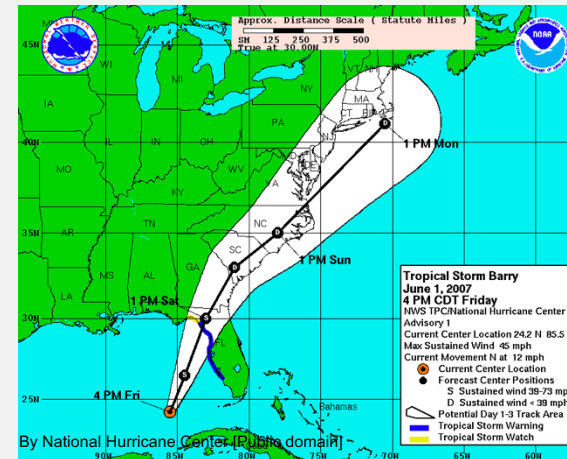 Approx. Distance Scale ( Statute Miles )
SM 125 250 375 500
True at 30.00N
NOAA
45N
40N
35N
30N
25N
WI
MI
NY
VT
MA
CT
IA
IL
IN
OH
PA
NJ
DE
MO
KY
WV
VA
AR
TN
NC
MS
AL
GA
SC
LA
FL
D
1 PM Mon
D
1 PM Sun
D
1 PM Sat
S
S
4 PM Fri
Bahamas
Tropical Storm Barry
June 1, 2007
4 PM CDT Friday
NWS TPC/National Hurricane Center
Advisory 1
Current Center Location 24.2 N 85.5
Max Sustained Wind 45 mph
Current Movement N at 12 mph
Current Center Location
Forecast Center Positions
S Sustained wind 39-73 mph
D Sustained wind < 39 mph
Potential Day 1-3 Track Area
Tropical Storm Warning
Tropical Storm Watch
90W
85W
80W
75W
70W
65W
By National Hurricane Center [Public domain]